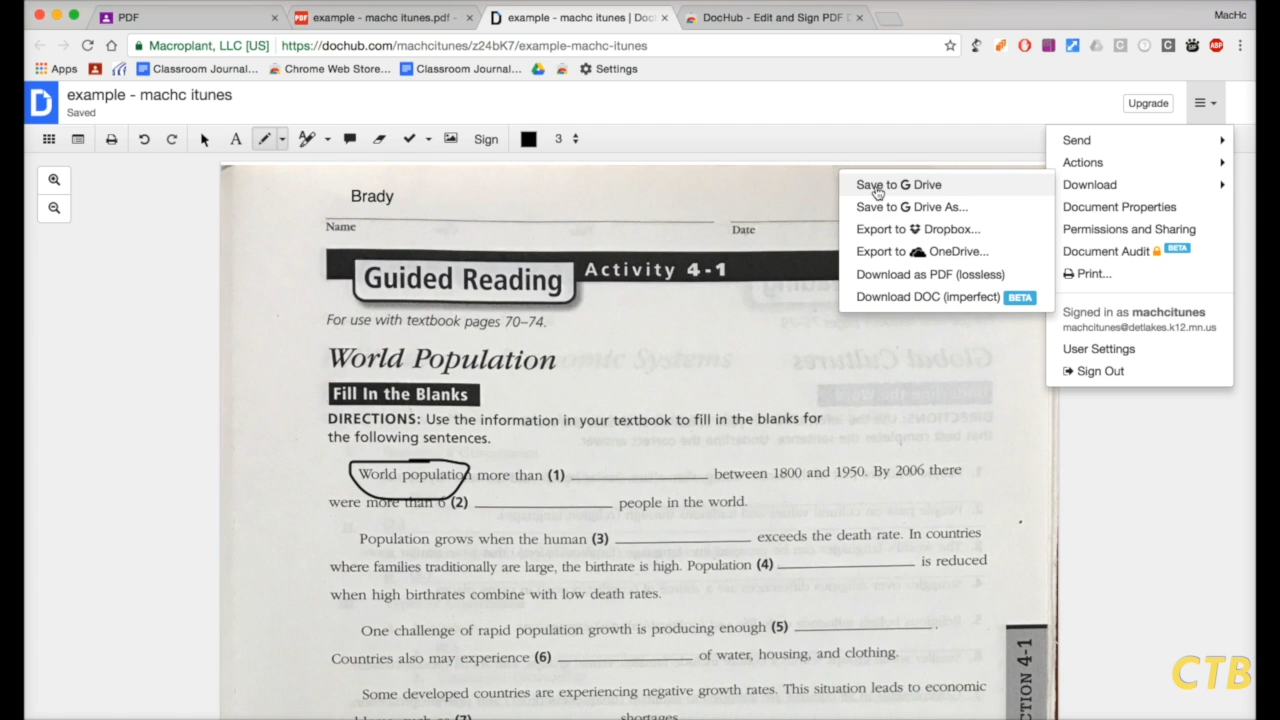 PDF
example - machc itunes.pdf -
example - machc itunes | Doc
DocHub - Edit and Sign PDF D
MacHc
Macroplant, LLC [US]
https://dochub.com/machcitunes/z24bK7/example-machc-itunes
Apps
Classroom Journal...
Chrome Web Store...
Classroom Journal...
Settings
example - machc itunes
Saved
Upgrade
A
Sign
3
Send
Actions
Download
Document Properties
Permissions and Sharing
Document Audit BETA
Print...
Signed in as machcitunes
machcitunes@detlakes.k12.mn.us
User Settings
Sign Out
Save to G Drive
Save to G Drive As...
Export to Dropbox...
Export to OneDrive...
Download as PDF (lossless)
Download DOC (imperfect) BETA
Brady
Name
Date
Guided Reading Activity 4-1
For use with textbook pages 70–74.
World Population
Fill In the Blanks
DIRECTIONS: Use the information in your textbook to fill in the blanks for
the following sentences.
World population more than (1) ____ between 1800 and 1950. By 2006 there
were more than 6 (2) ____ people in the world.
Population grows when the human (3) ____ exceeds the death rate. In countries
where families traditionally are large, the birthrate is high. Population (4) ____ is reduced
when high birthrates combine with low death rates.
One challenge of rapid population growth is producing enough (5) ____.
Countries also may experience (6) ____ of water, housing, and clothing.
Some developed countries are experiencing negative growth rates. This situation leads to economic
(7) ____ shortages.
CTION 4-1
CTB